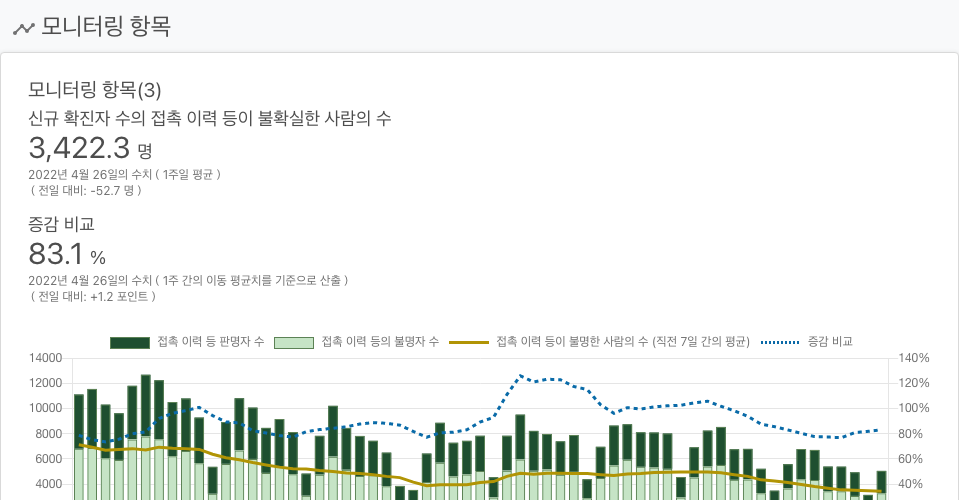 모니터링 항목
모니터링 항목(3)
신규 확진자 수의 접촉 이력 등이 불확실한 사람의 수
3,422.3 명
2022년 4월 26일의 수치 ( 1주일 평균 )
( 전일 대비: -52.7 명 )
증감 비교
83.1 %
2022년 4월 26일의 수치 ( 1주 간의 이동 평균치를 기준으로 산출 )
( 전일 대비: +1.2 포인트 )
접촉 이력 등 판명자 수 접촉 이력 등의 불명자 수 접촉 이력 등이 불명한 사람의 수 (직전 7일 간의 평균) 증감 비교
14000 140%
12000 120%
10000 100%
8000 80%
6000 60%
4000 40%